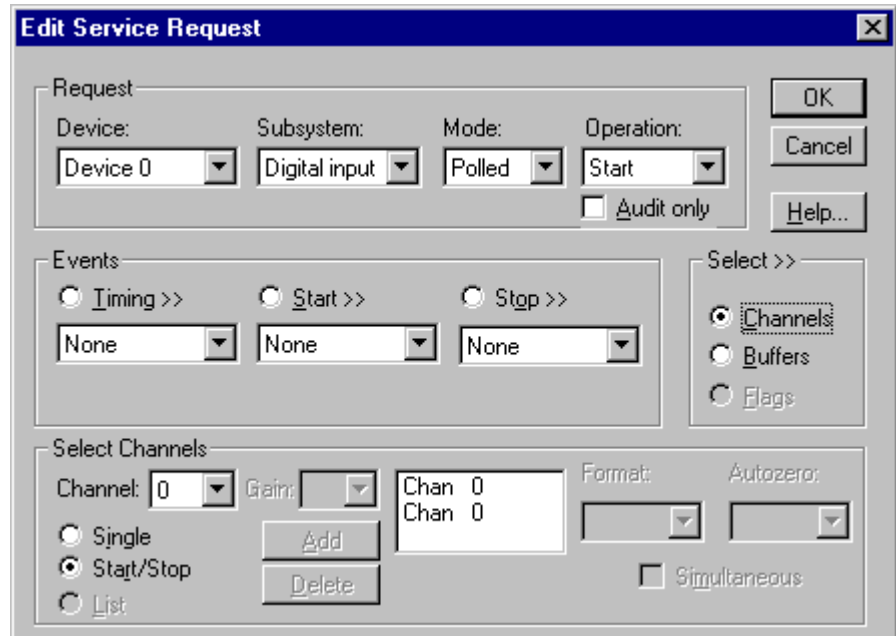 Edit Service Request
Request
Device: Subsystem: Mode: Operation:
Device 0 Digital input Polled Start
Audit only
OK
Cancel
Help...
Events
Timing >> Start >> Stop >>
None None None
Select >>
Channels
Buffers
Flags
Select Channels
Channel: 0 Gain:
Single
Start/Stop
List
Add
Delete
Chan 0
Chan 0
Format: Autozero:
Simultaneous